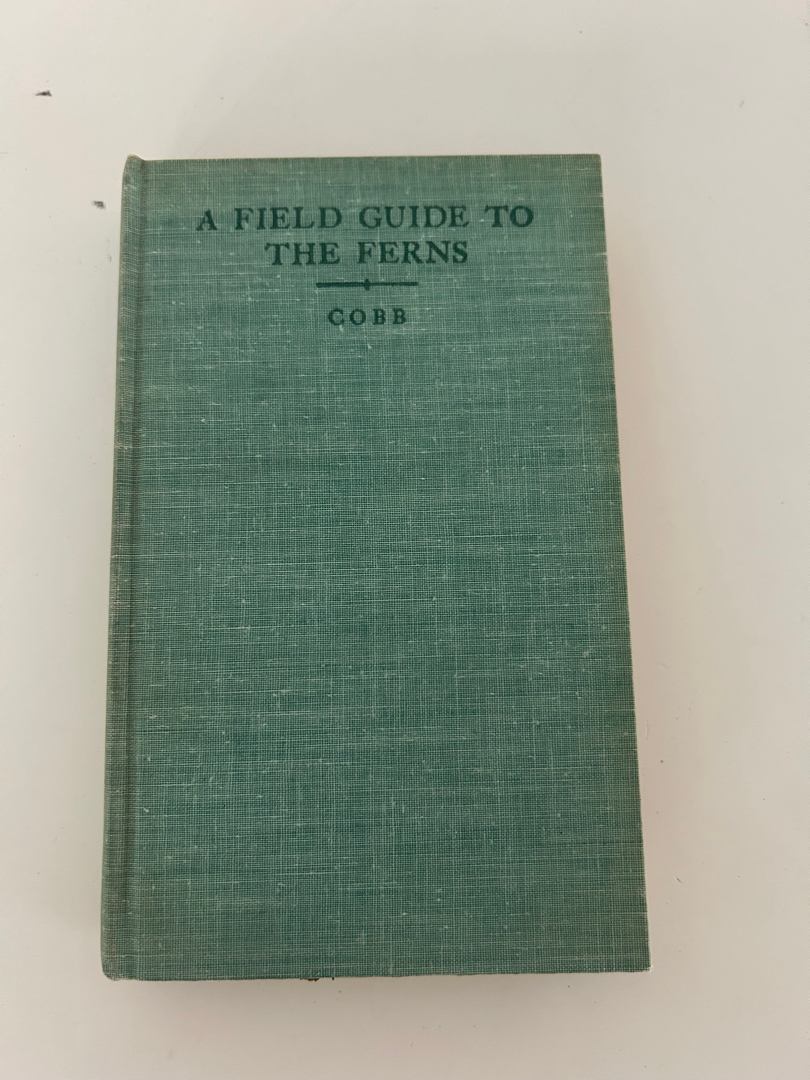 A FIELD GUIDE TO
THE FERNS
COBB